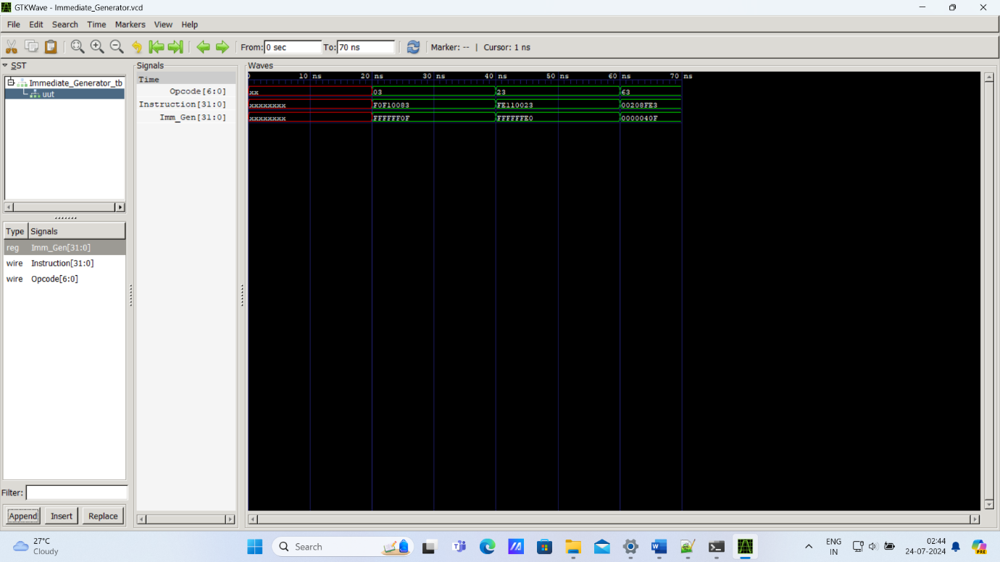 GTKWave - Immediate_Generator.vcd
File Edit Search Time Markers View Help
From: 0 sec To: 70 ns Marker: -- | Cursor: 1 ns
SST
Immediate_Generator_tb
uut
Type Signals
reg Imm_Gen[31:0]
wire Instruction[31:0]
wire Opcode[6:0]
Filter:
Append Insert Replace
Signals
Time
Opcode[6:0]
Instruction[31:0]
Imm_Gen[31:0]
Waves
0 10 ns 20 ns 30 ns 40 ns 50 ns 60 ns 70 ns
xx 03 23 63
xxxxxxxx F0F10083 FE110023 00208FE3
xxxxxxxx FFFFFF0F FFFFFFE0 0000040F
27°C
Cloudy
Search
ENG
IN
02:44
24-07-2024
PRE